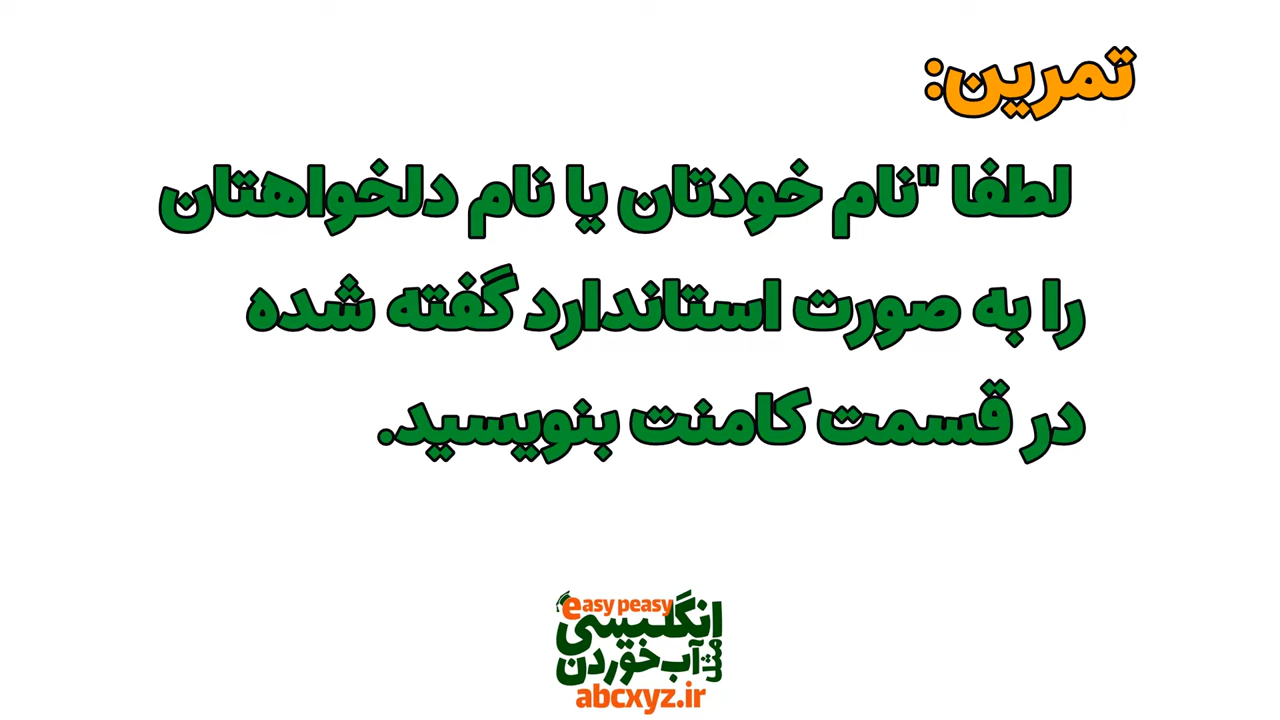 تمرین:
لطفا "نام خودتان یا نام دلخواهتان
را به صورت استاندارد گفته شده
در قسمت کامنت بنویسید.
easy peasy
انگلیسی
مثل آب خوردن
abcxyz.ir